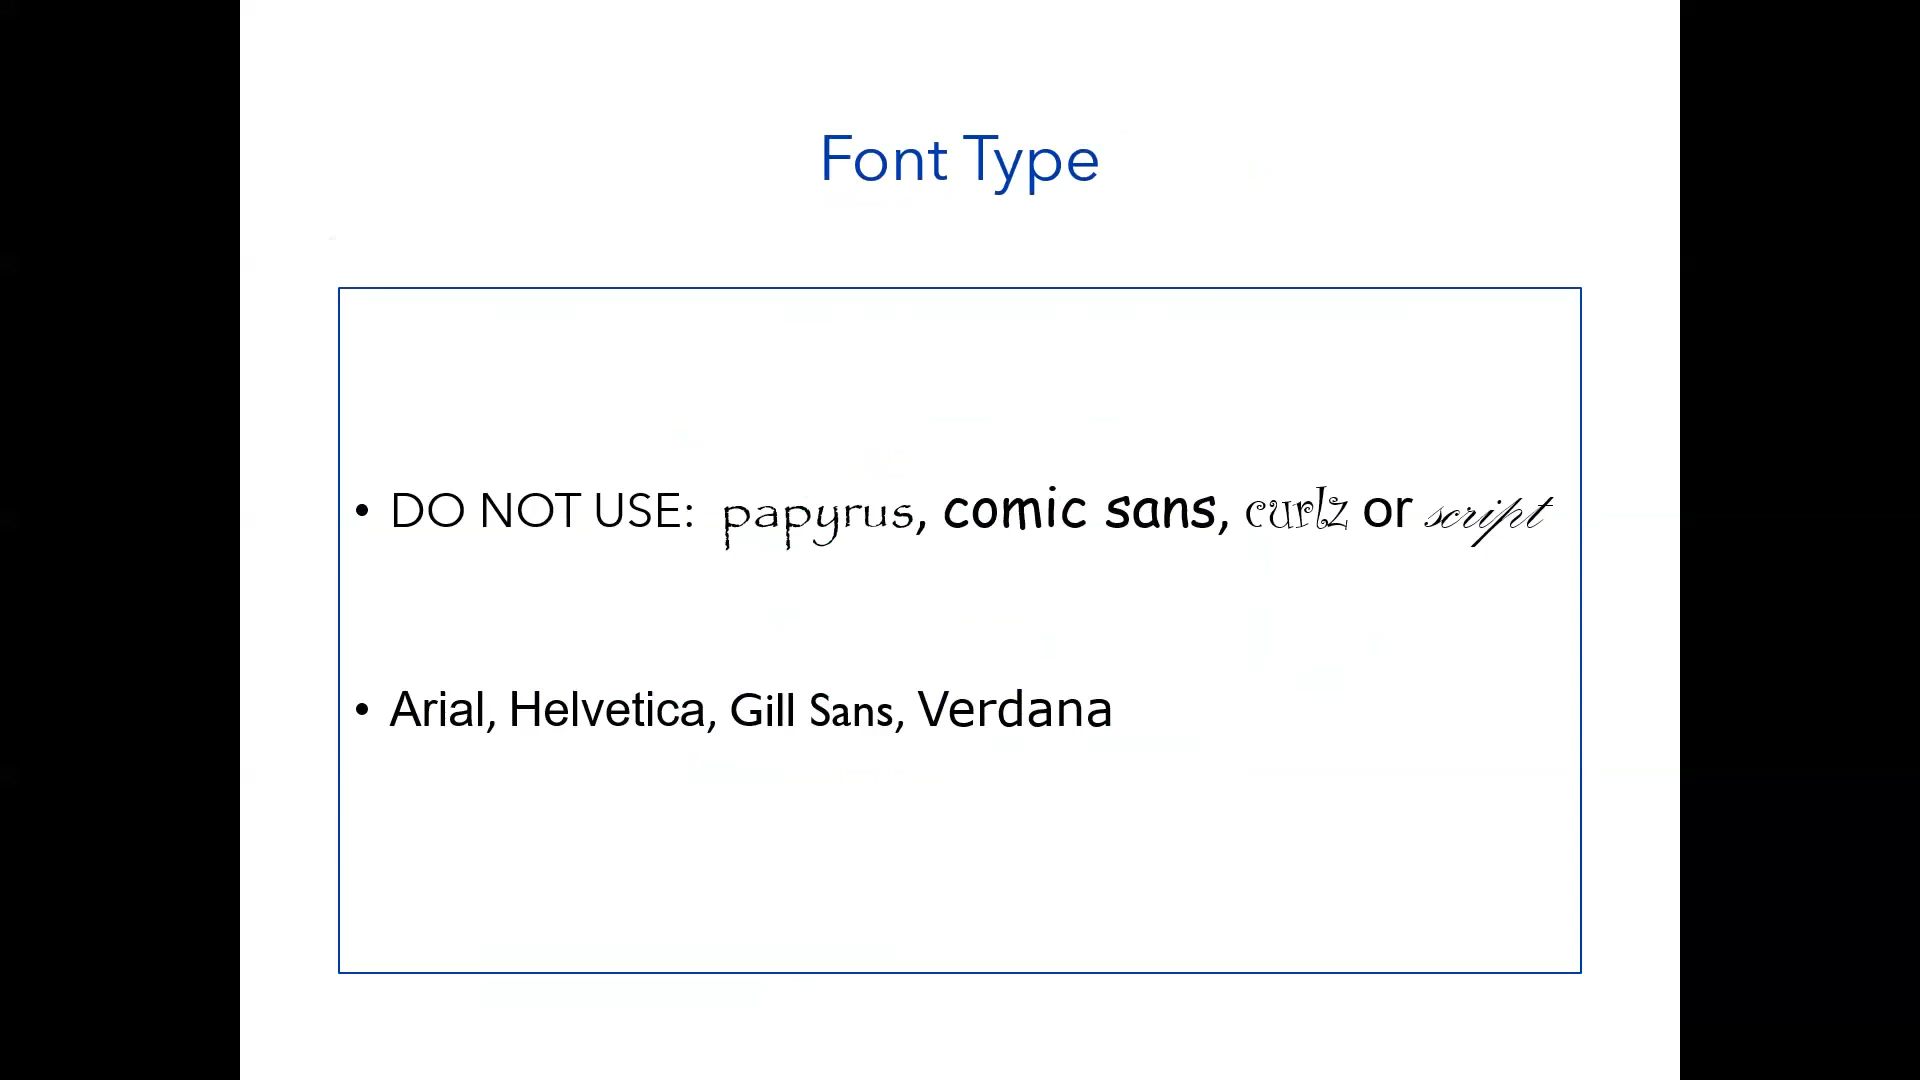 Font Type
• DO NOT USE: papyrus, comic sans, curlz or script
• Arial, Helvetica, Gill Sans, Verdana